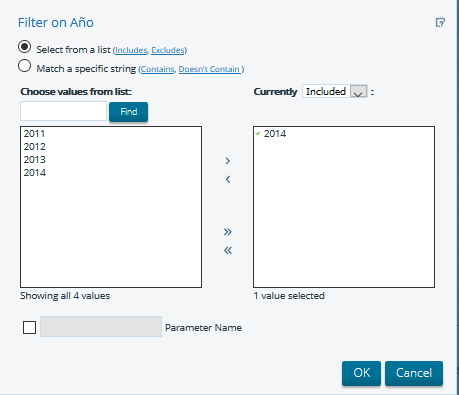 Filter on Año
Select from a list (Includes, Excludes)
Match a specific string (Contains, Doesn't Contain )
Choose values from list:
Currently Included :
Find
2011
2012
2013
2014
2014
Showing all 4 values
1 value selected
Parameter Name
OK Cancel